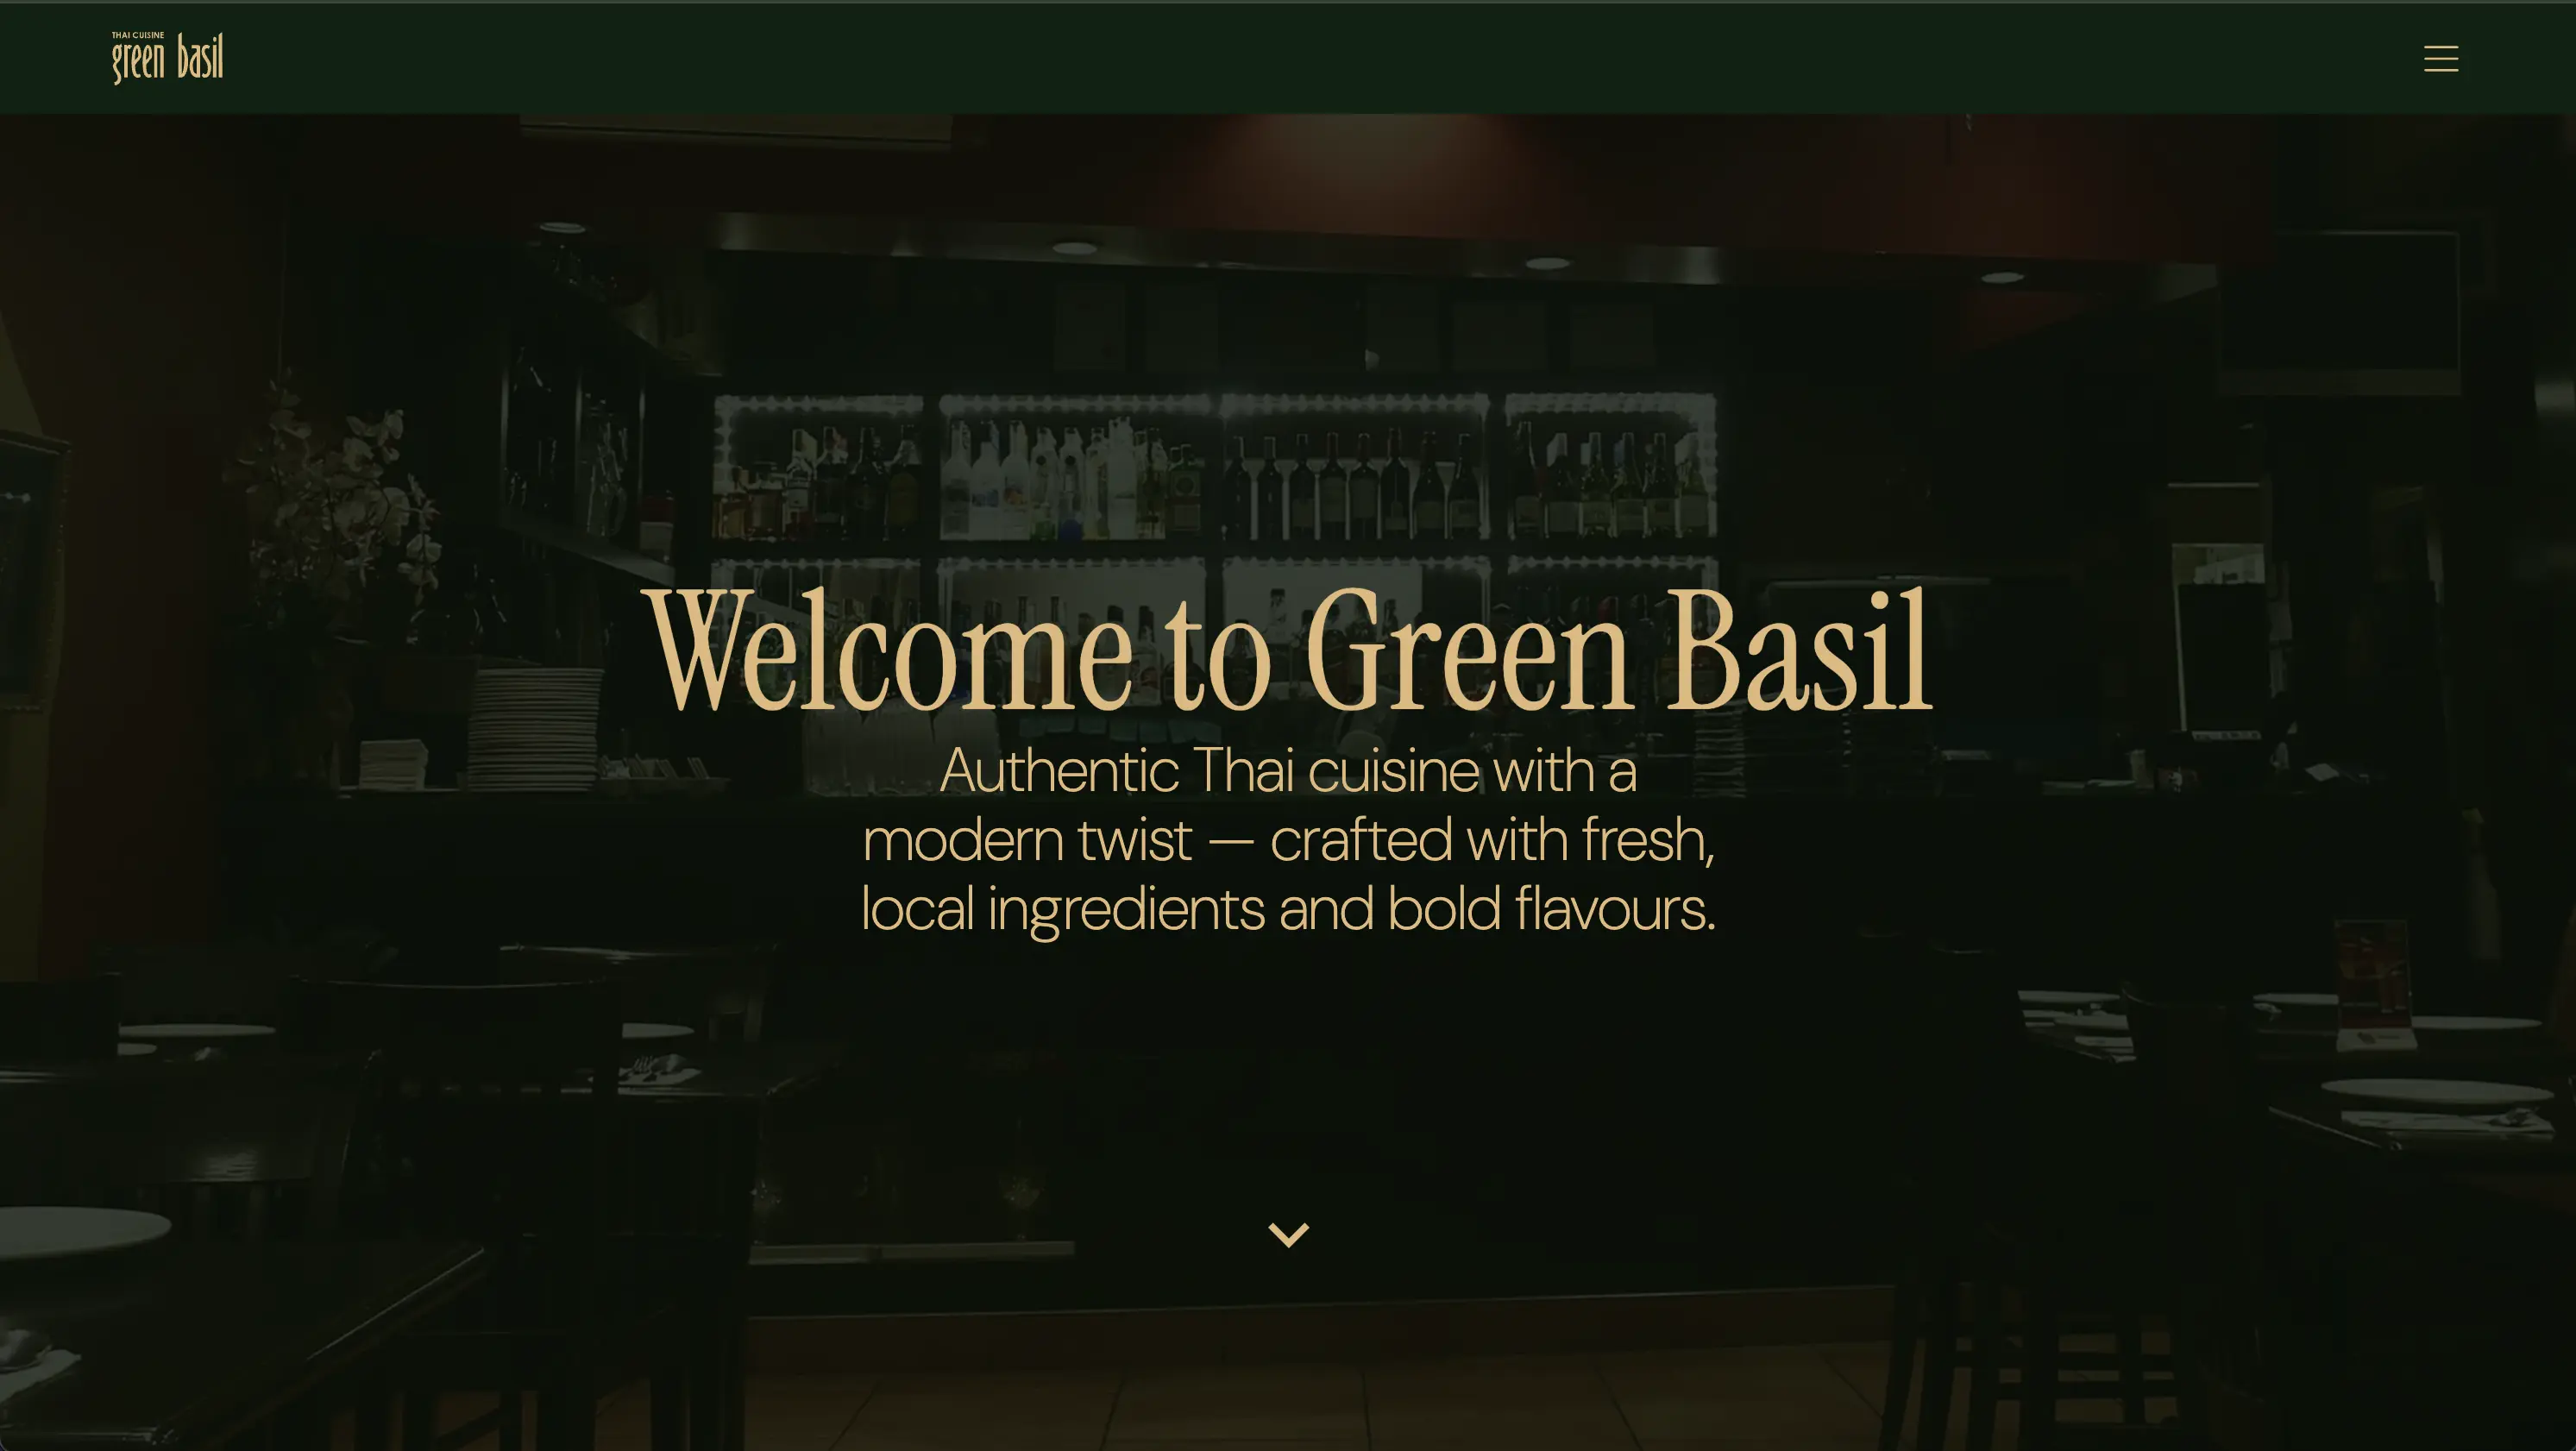 THAI CUISINE
green basil
Welcome to Green Basil
Authentic Thai cuisine with a
modern twist — crafted with fresh,
local ingredients and bold flavours.